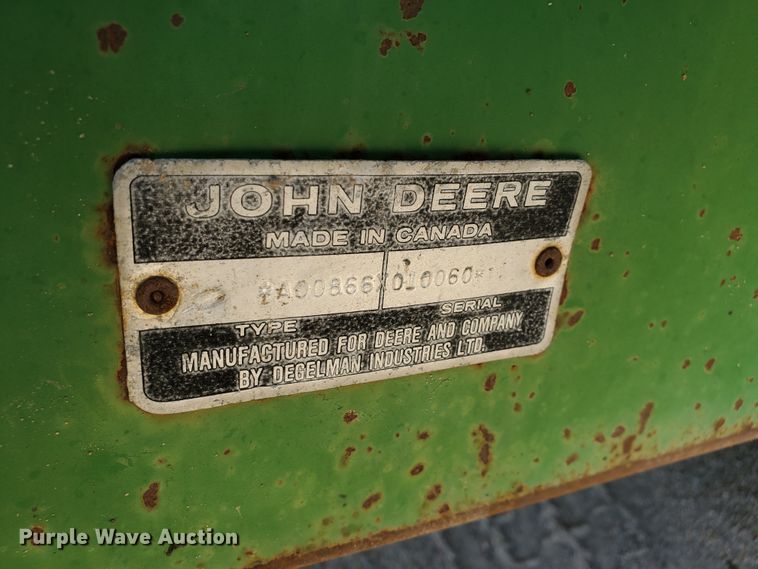 JOHN DEERE
MADE IN CANADA
TYPE
SERIAL
MANUFACTURED FOR DEERE AND COMPANY
BY DEGELMAN INDUSTRIES LTD.
Purple Wave Auction